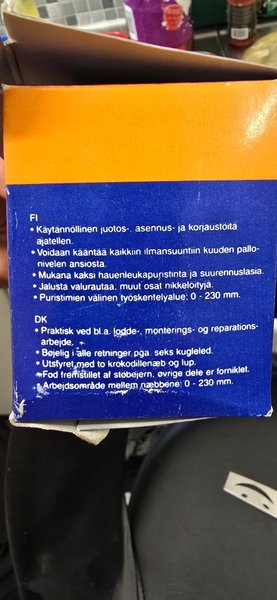 FI
• Käytännöllinen juotos-, asennus- ja korjaustöitä
ajatellen.
• Voidaan kääntää kaikkiin ilmansuuntiin kuuden pallo-
nivelen ansiosta.
• Mukana kaksi hauenleukapuristinta ja suurennuslasia.
• Jalusta valurautaa, muut osat nikkelöityjä.
• Puristimien välinen työskentelyalue: 0 - 230 mm.
DK
• Praktisk ved bl.a. lodde-, monterings- og reparations-
arbejde.
• Bøjelig i alle retninger pga. seks kugleled.
• Utstyret med to krokodillenæb og lup.
• Fod fremstillet af støbejern, øvrige dele er forniklet.
• Arbejdsområde mellem næbbene: 0 - 230 mm.